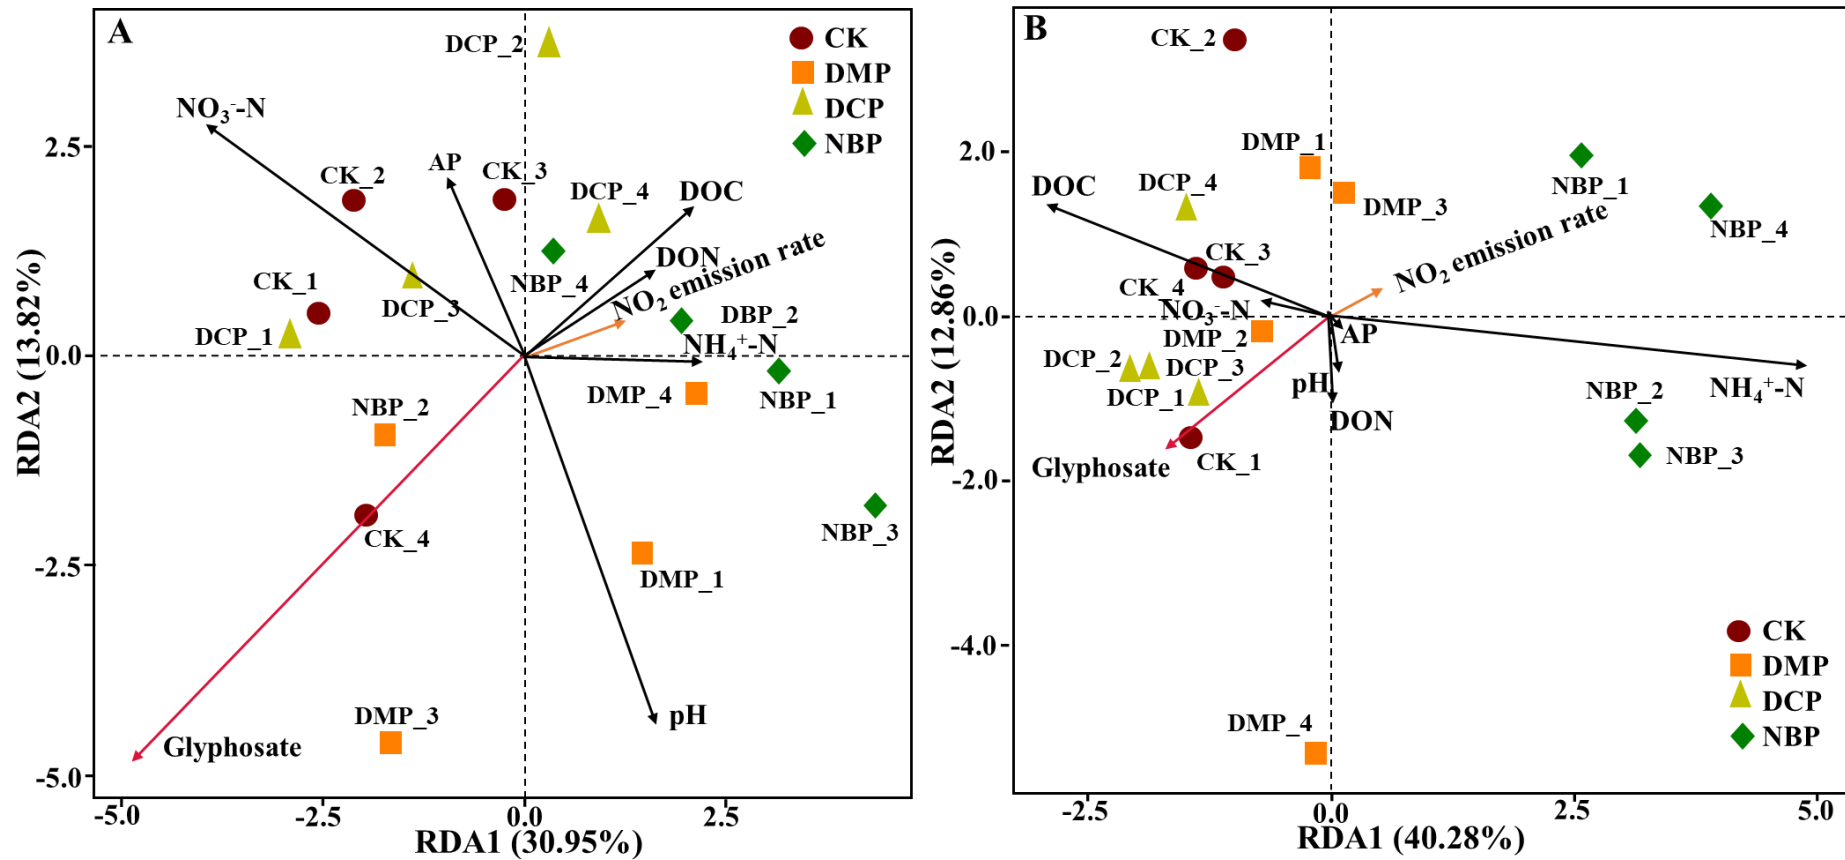 A
CK
DMP
DCP
NBP
DCP_2
NO₃⁻-N
AP
CK_2
CK_3
DCP_4
DOC
DON
NO₂ emission rate
NBP_4
DCP_3
CK_1
DCP_1
DBP_2
NH₄⁺-N
DMP_4
NBP_1
NBP_2
CK_4
NBP_3
DMP_1
DMP_3
Glyphosate
pH
2.5
0.0
-2.5
-5.0
RDA2 (13.82%)
-5.0
-2.5
0.0
2.5
RDA1 (30.95%)
B
CK_2
DMP_1
DOC
DCP_4
DMP_3
NBP_1
NBP_4
NO₂ emission rate
CK_3
CK_4
NO₃⁻-N
DMP_2
AP
DCP_2
DCP_3
DCP_1
pH
DON
NH₄⁺-N
NBP_2
NBP_3
Glyphosate
CK_1
DMP_4
CK
DMP
DCP
NBP
2.0
0.0
-2.0
-4.0
RDA2 (12.86%)
-2.5
0.0
2.5
5.0
RDA1 (40.28%)